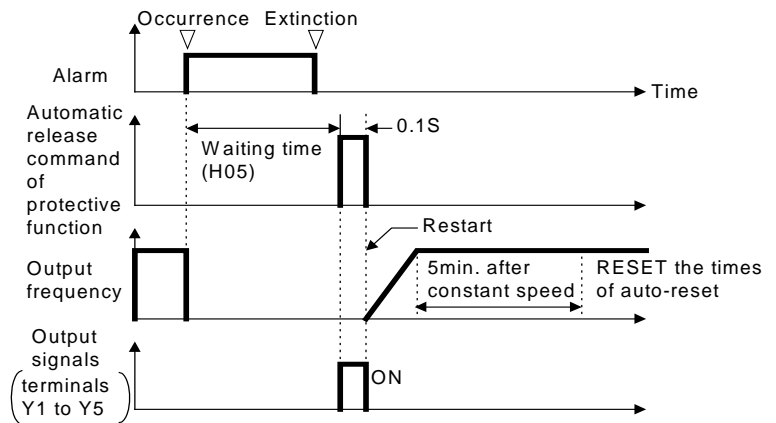 Occurrence Extinction
Alarm
Time
Automatic
release
command
of
protective
function
Waiting time
(H05)
0.1S
Restart
Output
frequency
5min. after
constant speed
RESET the times
of auto-reset
Output
signals
(terminals
Y1 to Y5)
ON